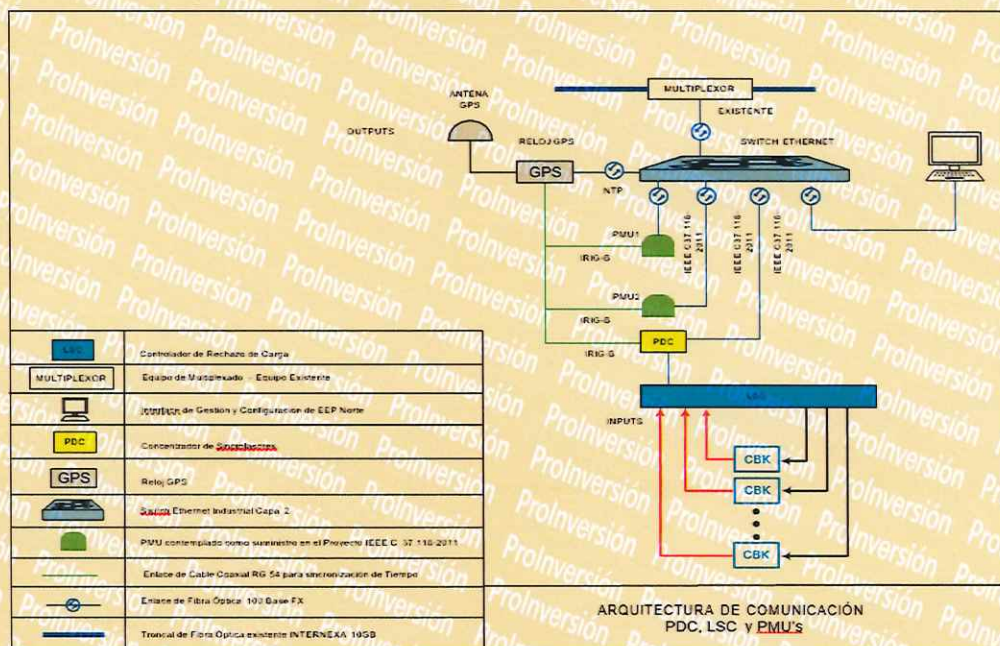 ProInversión
MULTIPLEXOR
EXISTENTE
ANTENA
GPS
OUTPUTS
RELOJ GPS
SWITCH ETHERNET
GPS
NTP
PMU1
IEEE C37.118-
2011
IEEE C37.118-
2011
IEEE C37.118-
2011
IRIG-B
PMU2
IRIG-B
PDC
IRIG-B
LSC
INPUTS
CBK
CBK
CBK
LSC
Controlador de Rechazo de Carga
MULTIPLEXOR
Equipo de Multiplexado - Equipo Existente
Interface de Gestión y Configuración de EEP Norte
PDC
Concentrador de Sincrofasores
GPS
Reloj GPS
Switch Ethernet Industrial Capa 2
PMU contemplado como suministro en el Proyecto IEEE C 37.118-2011
Enlace de Cable Coaxial RG 54 para sincronización de Tiempo
Enlace de Fibra Óptica 100 Base FX
Troncal de Fibra Óptica existente INTERNEXA 10GB
ARQUITECTURA DE COMUNICACIÓN
PDC, LSC y PMU's